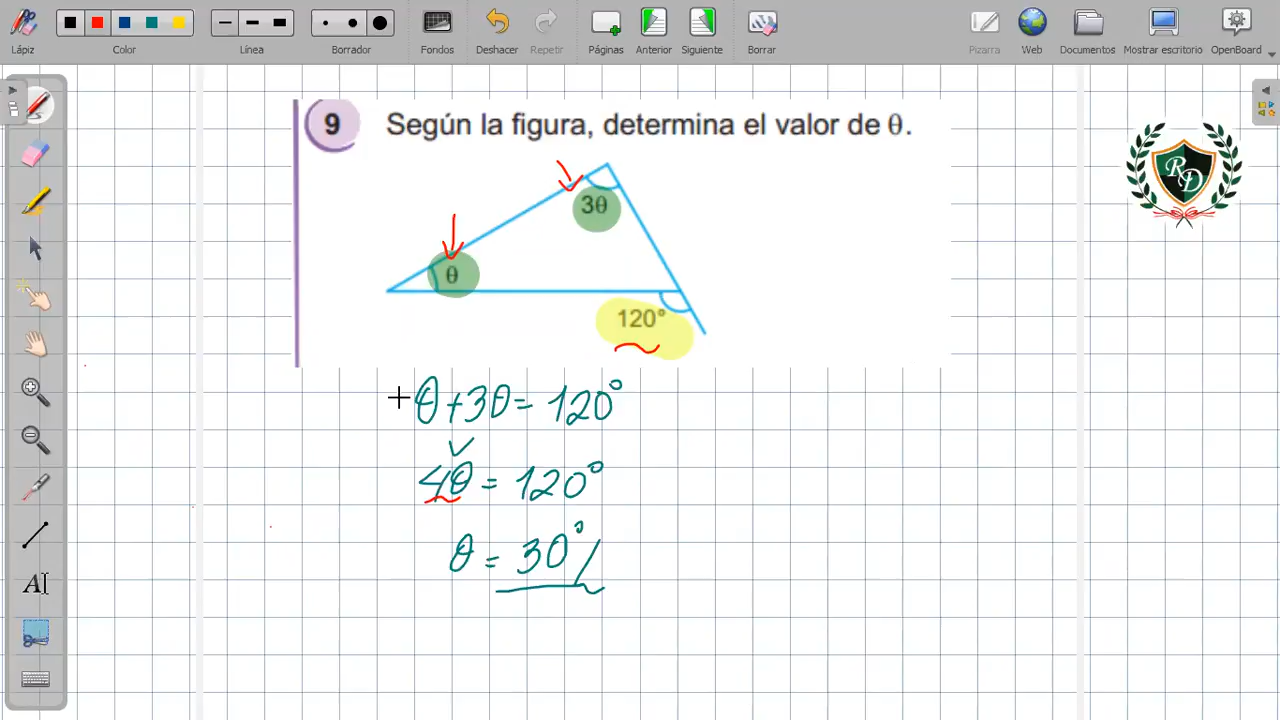 Lápiz
Color
Línea
Borrador
Fondos
Deshacer
Repetir
Páginas
Anterior
Siguiente
Borrar
Pizarra
Web
Documentos
Mostrar escritorio
OpenBoard
9 Según la figura, determina el valor de θ.
3θ
θ
120°
θ+3θ= 120°
4θ = 120°
θ = 30°
A
RD